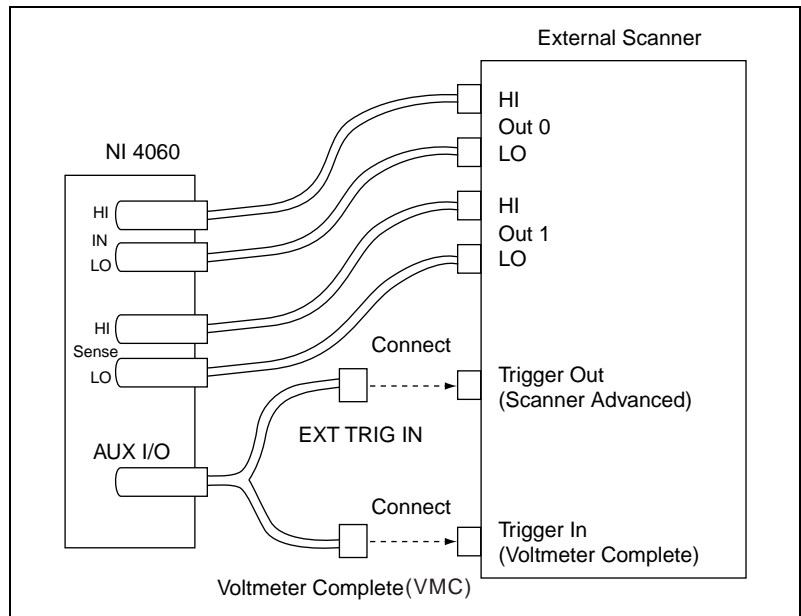 External Scanner
NI 4060
HI
Out 0
LO
HI
Out 1
LO
HI
IN
LO
HI
Sense
LO
Connect
Trigger Out
(Scanner Advanced)
EXT TRIG IN
AUX I/O
Connect
Trigger In
(Voltmeter Complete)
Voltmeter Complete(VMC)